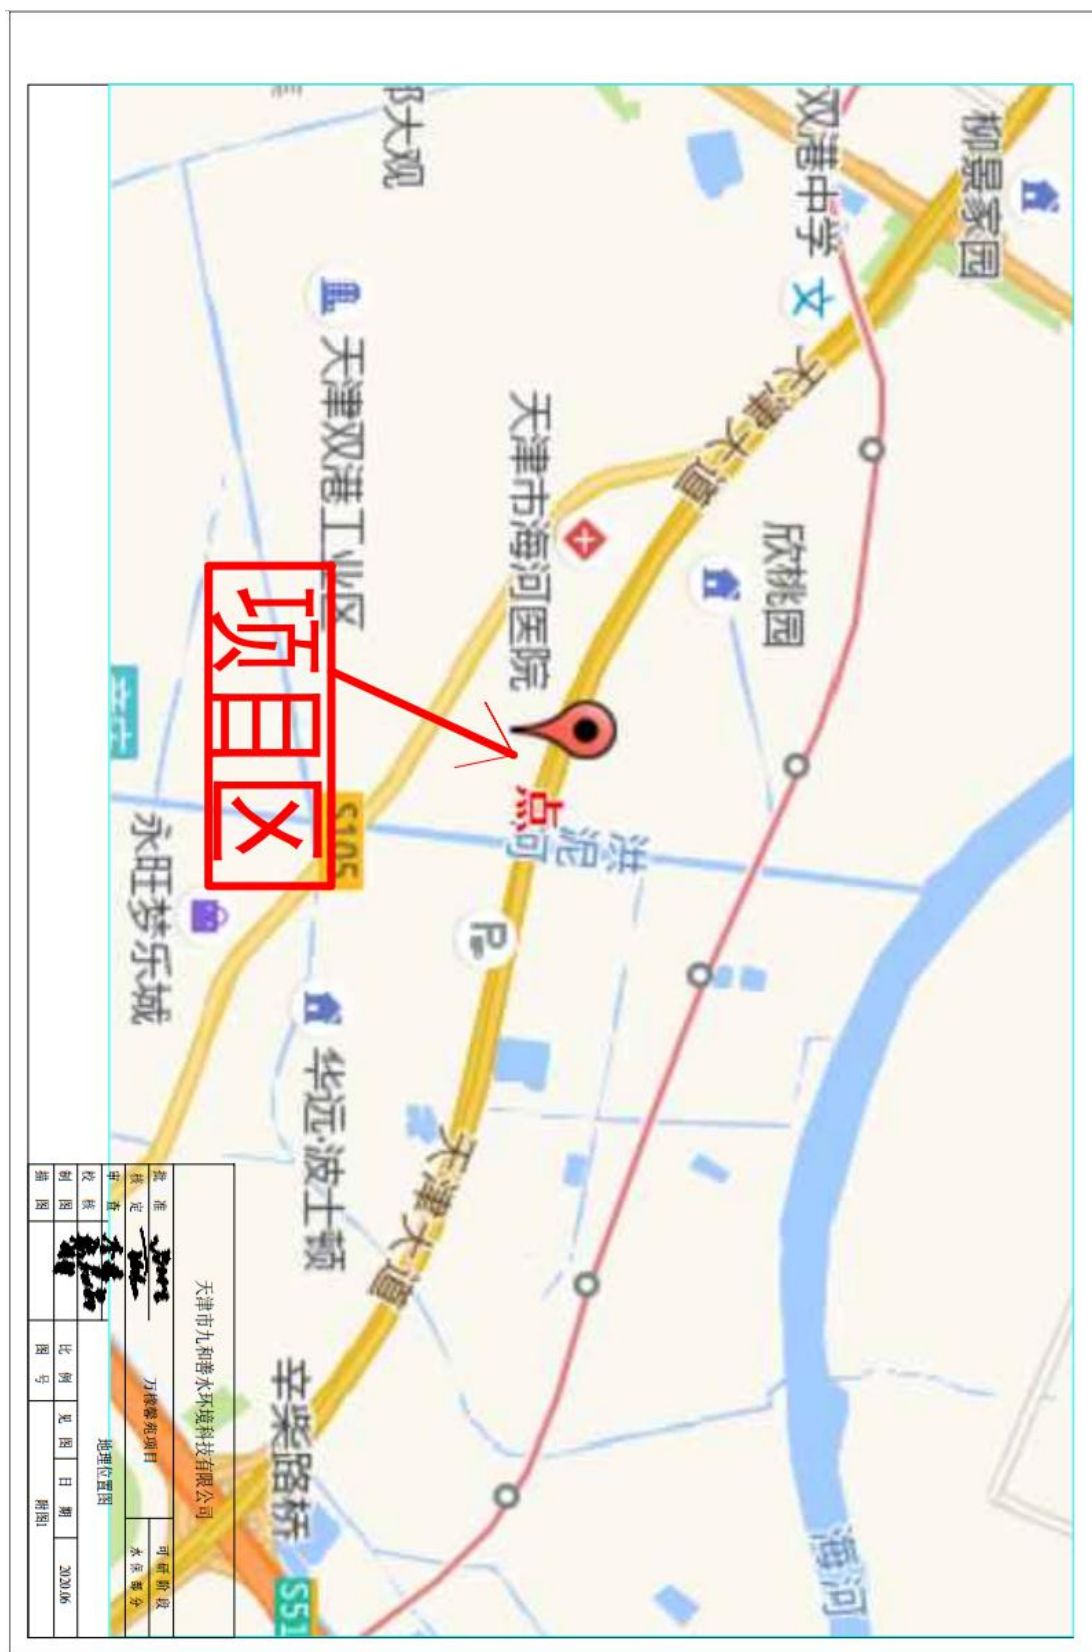 柳景家园
海河
双港中学
文
天津大道
欣桃园
洪泥河
天津市海河医院
点
P
大观
天津大道
天津双港工业区
S105
华远·波士顿
辛柴路桥
S51
项目区
永旺梦乐城
天津市九和善水环境科技有限公司
批准
万橡馨苑项目
可研阶段
核定
水保部分
审查
地理位置图
校核
制图
比例
见图
日期
2020.06
描图
图号
附图1